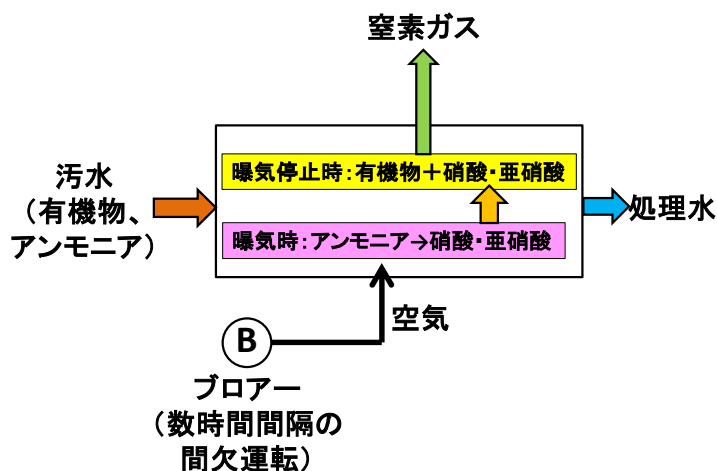 窒素ガス
曝気停止時：有機物＋硝酸・亜硝酸
汚水
（有機物、
アンモニア）
処理水
曝気時：アンモニア→硝酸・亜硝酸
空気
B
ブロアー
（数時間間隔の
間欠運転）